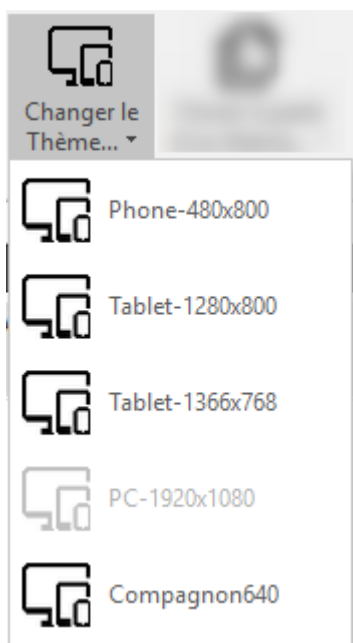 Changer le
Thème...
Phone-480x800
Tablet-1280x800
Tablet-1366x768
PC-1920x1080
Compagnon640